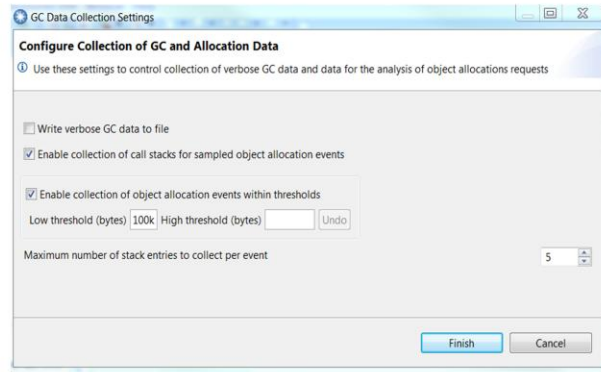 GC Data Collection Settings
Configure Collection of GC and Allocation Data
Use these settings to control collection of verbose GC data and data for the analysis of object allocations requests
Write verbose GC data to file
Enable collection of call stacks for sampled object allocation events
Enable collection of object allocation events within thresholds
Low threshold (bytes) 100k High threshold (bytes) Undo
Maximum number of stack entries to collect per event 5
Finish Cancel